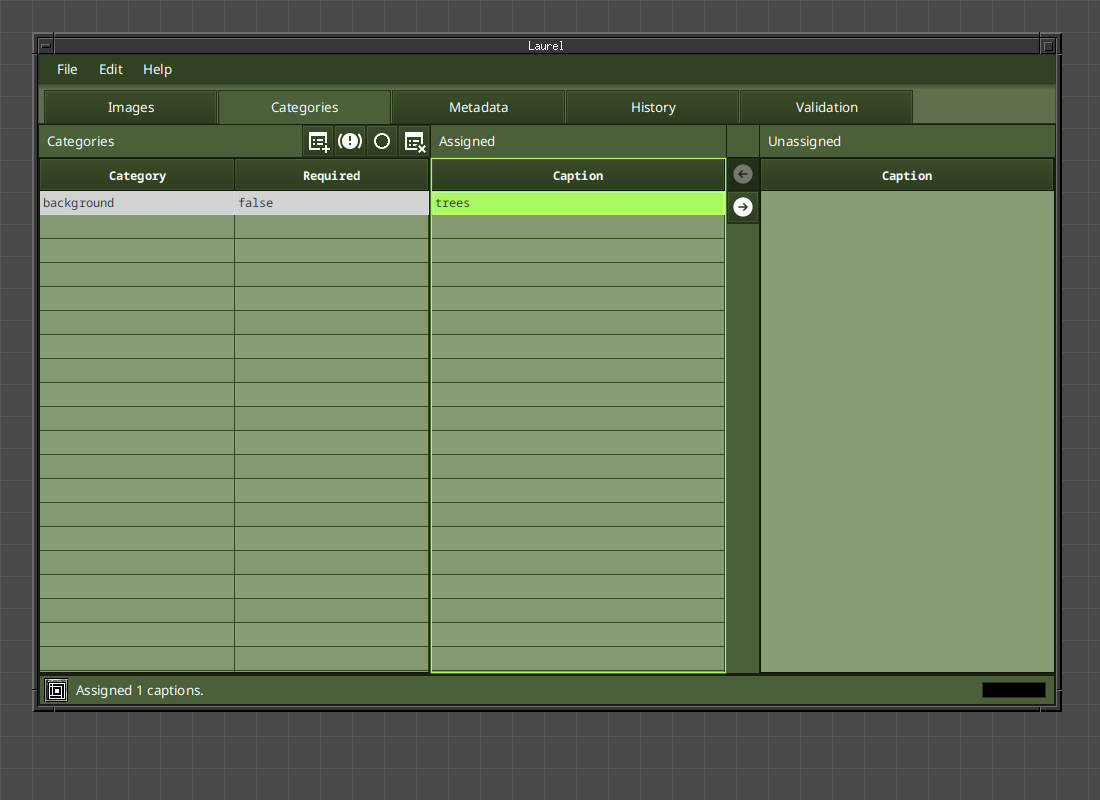 Laurel
File Edit Help
Images Categories Metadata History Validation
Categories Assigned Unassigned
Category Required Caption Caption
background false trees
Assigned 1 captions.